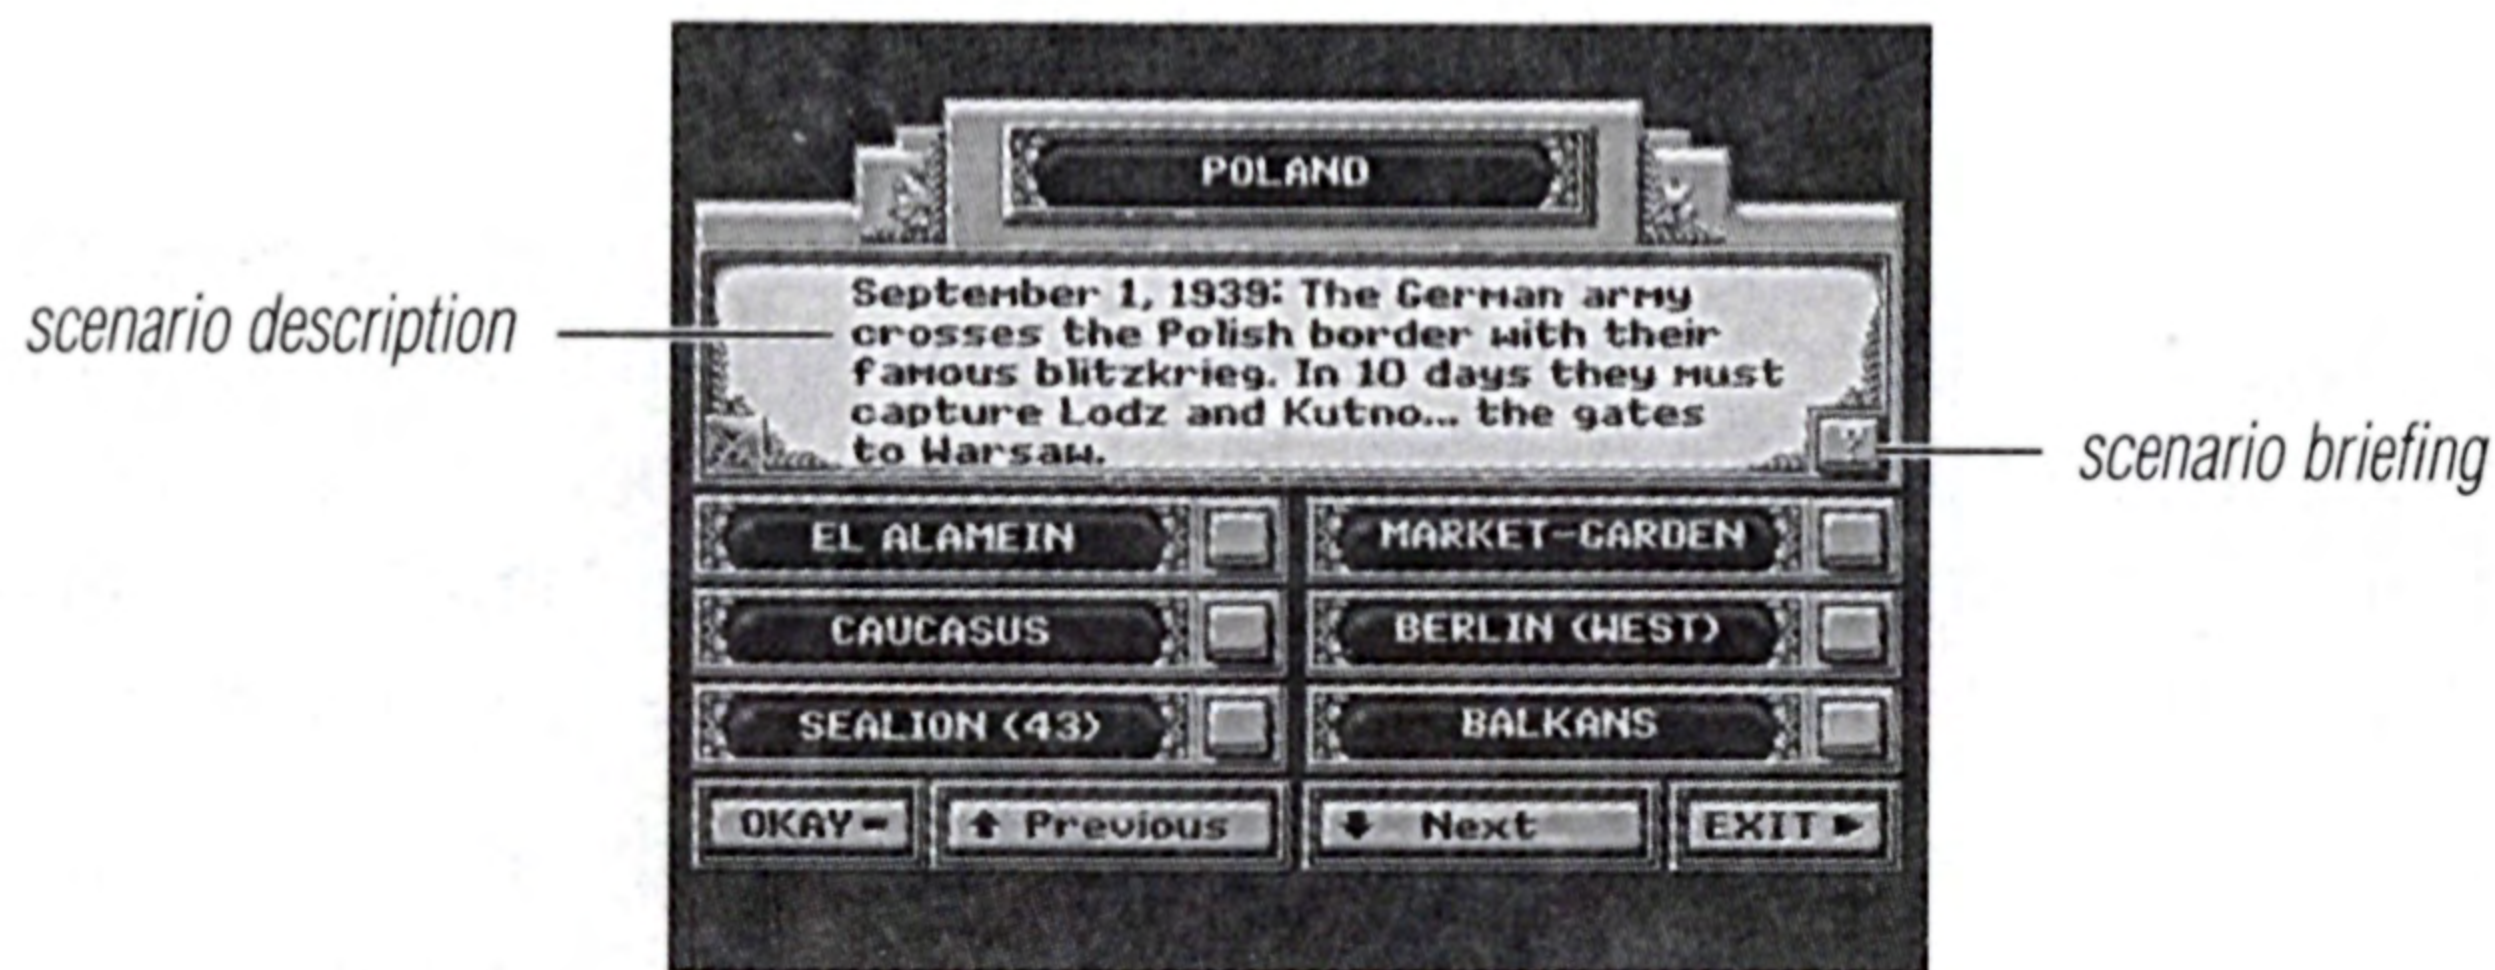 POLAND
scenario description
September 1, 1939: The German army
crosses the Polish border with their
famous blitzkrieg. In 10 days they must
capture Lodz and Kutno... the gates
to Warsaw.
?
scenario briefing
EL ALAMEIN
MARKET-GARDEN
CAUCASUS
BERLIN (WEST)
SEALION (43)
BALKANS
OKAY
Previous
Next
EXIT